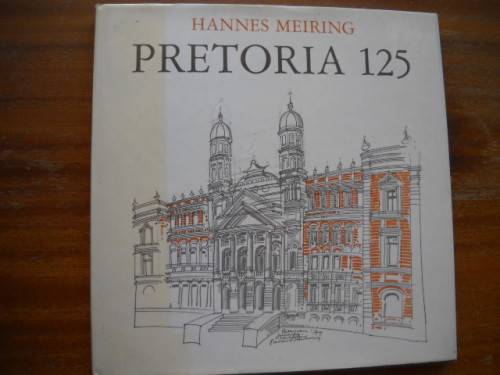 HANNES MEIRING
PRETORIA 125